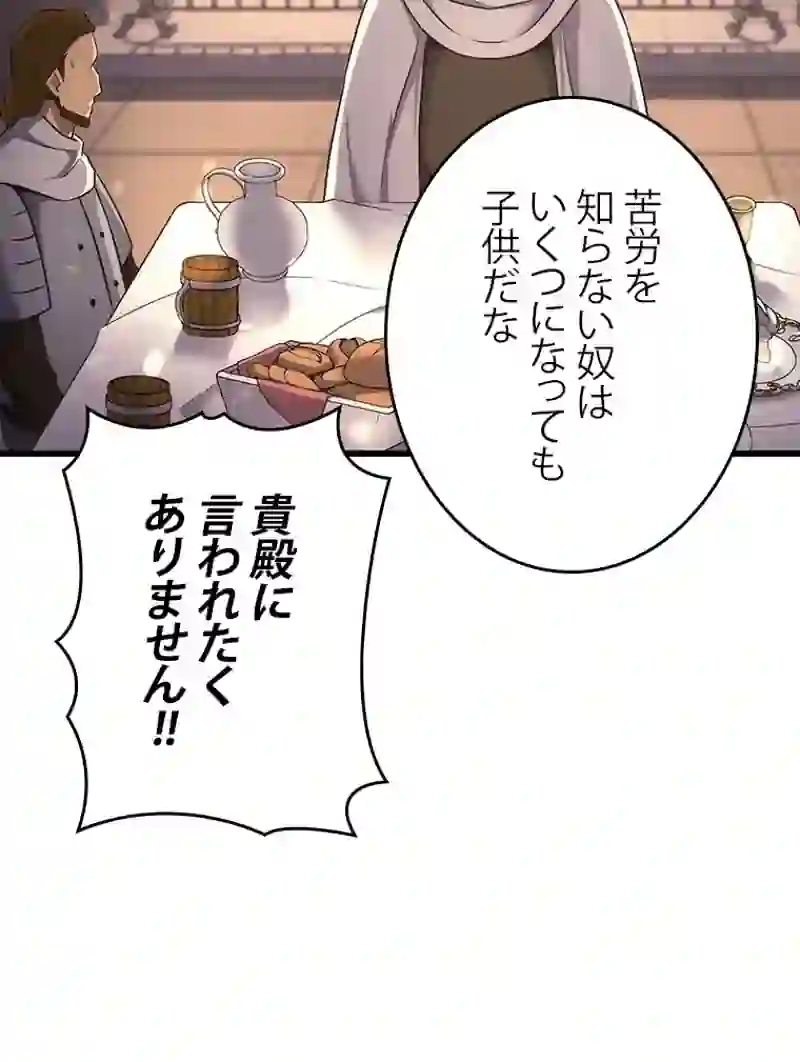 苦労を
知らない奴は
いくつになっても
子供だな
貴殿に
言われたく
ありません!!